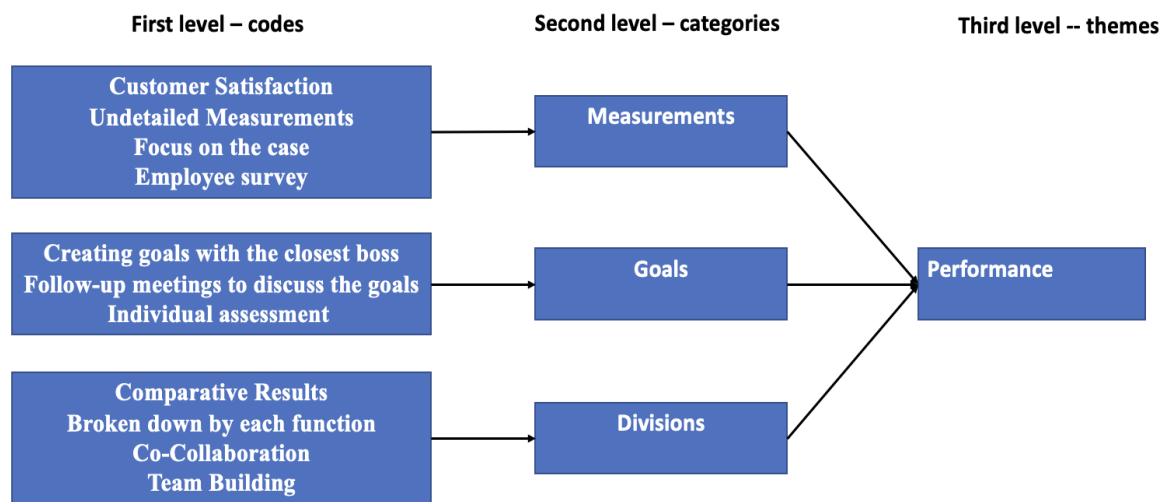 First level – codes
Second level – categories
Third level -- themes
Customer Satisfaction
Undetailed Measurements
Focus on the case
Employee survey
Measurements
Creating goals with the closest boss
Follow-up meetings to discuss the goals
Individual assessment
Goals
Performance
Comparative Results
Broken down by each function
Co-Collaboration
Team Building
Divisions